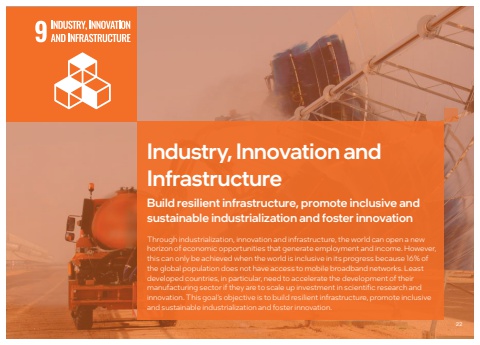 9 INDUSTRY, INNOVATION
AND INFRASTRUCTURE
Industry, Innovation and
Infrastructure
Build resilient infrastructure, promote inclusive and
sustainable industrialization and foster innovation
Through industrialization, innovation and infrastructure, the world can open a new
horizon of economic opportunities that generate employment and income. However,
this can only be achieved when the world is inclusive in its progress because 16% of
the global population does not have access to mobile broadband networks. Least
developed countries, in particular, need to accelerate the development of their
manufacturing sector if they are to scale up investment in scientific research and
innovation. This goal's objective is to build resilient infrastructure, promote inclusive
and sustainable industrialization and foster innovation.